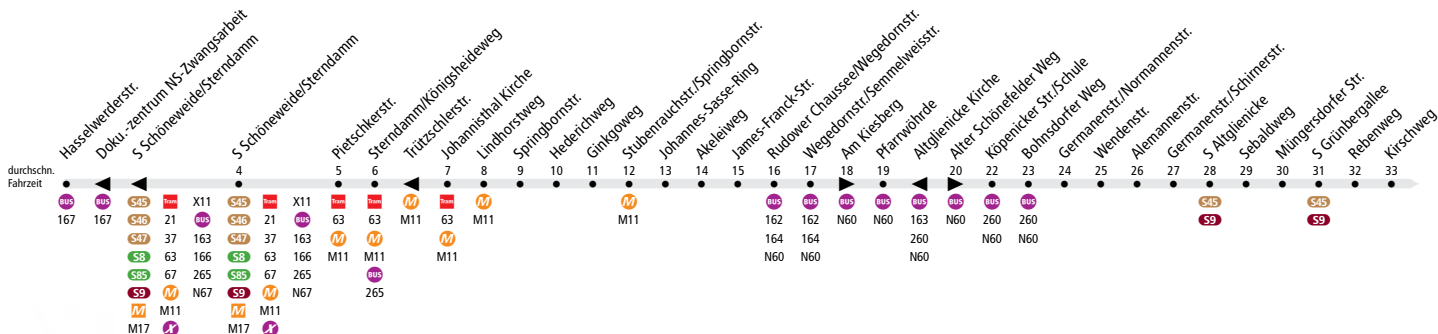 Hasselwerderstr.
Doku.-zentrum NS-Zwangsarbeit
S Schöneweide/Sterndamm
S Schöneweide/Sterndamm
Pietschkerstr.
Sterndamm/Königsheideweg
Trützschlerstr.
Johannisthal Kirche
Lindhorstweg
Springbornstr.
Hederichweg
Ginkgoweg
Stubenrauchstr./Springbornstr.
Johannes-Sasse-Ring
Akeleiweg
James-Franck-Str.
Rudower Chaussee/Wegedornstr.
Wegedornstr./Semmelweisstr.
Am Kiesberg
Pfarrwöhrde
Altglienicke Kirche
Alter Schönefelder Weg
Köpenicker Str./Schule
Bohnsdorfer Weg
Germanenstr./Normannenstr.
Wendenstr.
Alemannenstr.
Germanenstr./Schirnerstr.
S Altglienicke
Sebaldweg
Müngersdorfer Str.
S Grünbergallee
Rebenweg
Kirschweg
durchschn.
Fahrzeit
4 5 6 7 8 9 10 11 12 13 14 15 16 17 18 19 20 22 23 24 25 26 27 28 29 30 31 32 33
BUS BUS S45 Tram X11 S45 Tram X11 Tram Tram M Tram M M BUS BUS BUS BUS BUS BUS BUS BUS S45 S45
167 167 S46 21 BUS S46 21 BUS 63 63 M11 63 M11 M11 162 162 N60 N60 163 N60 260 260 S9 S9
S47 37 163 S47 37 163 M M M 164 164 260 N60 N60
S8 63 166 S8 63 166 M11 M11 M11 N60 N60 N60
S85 67 265 S85 67 265 BUS
S9 M N67 S9 M N67 265
M M11 M M11
M17 X M17 X